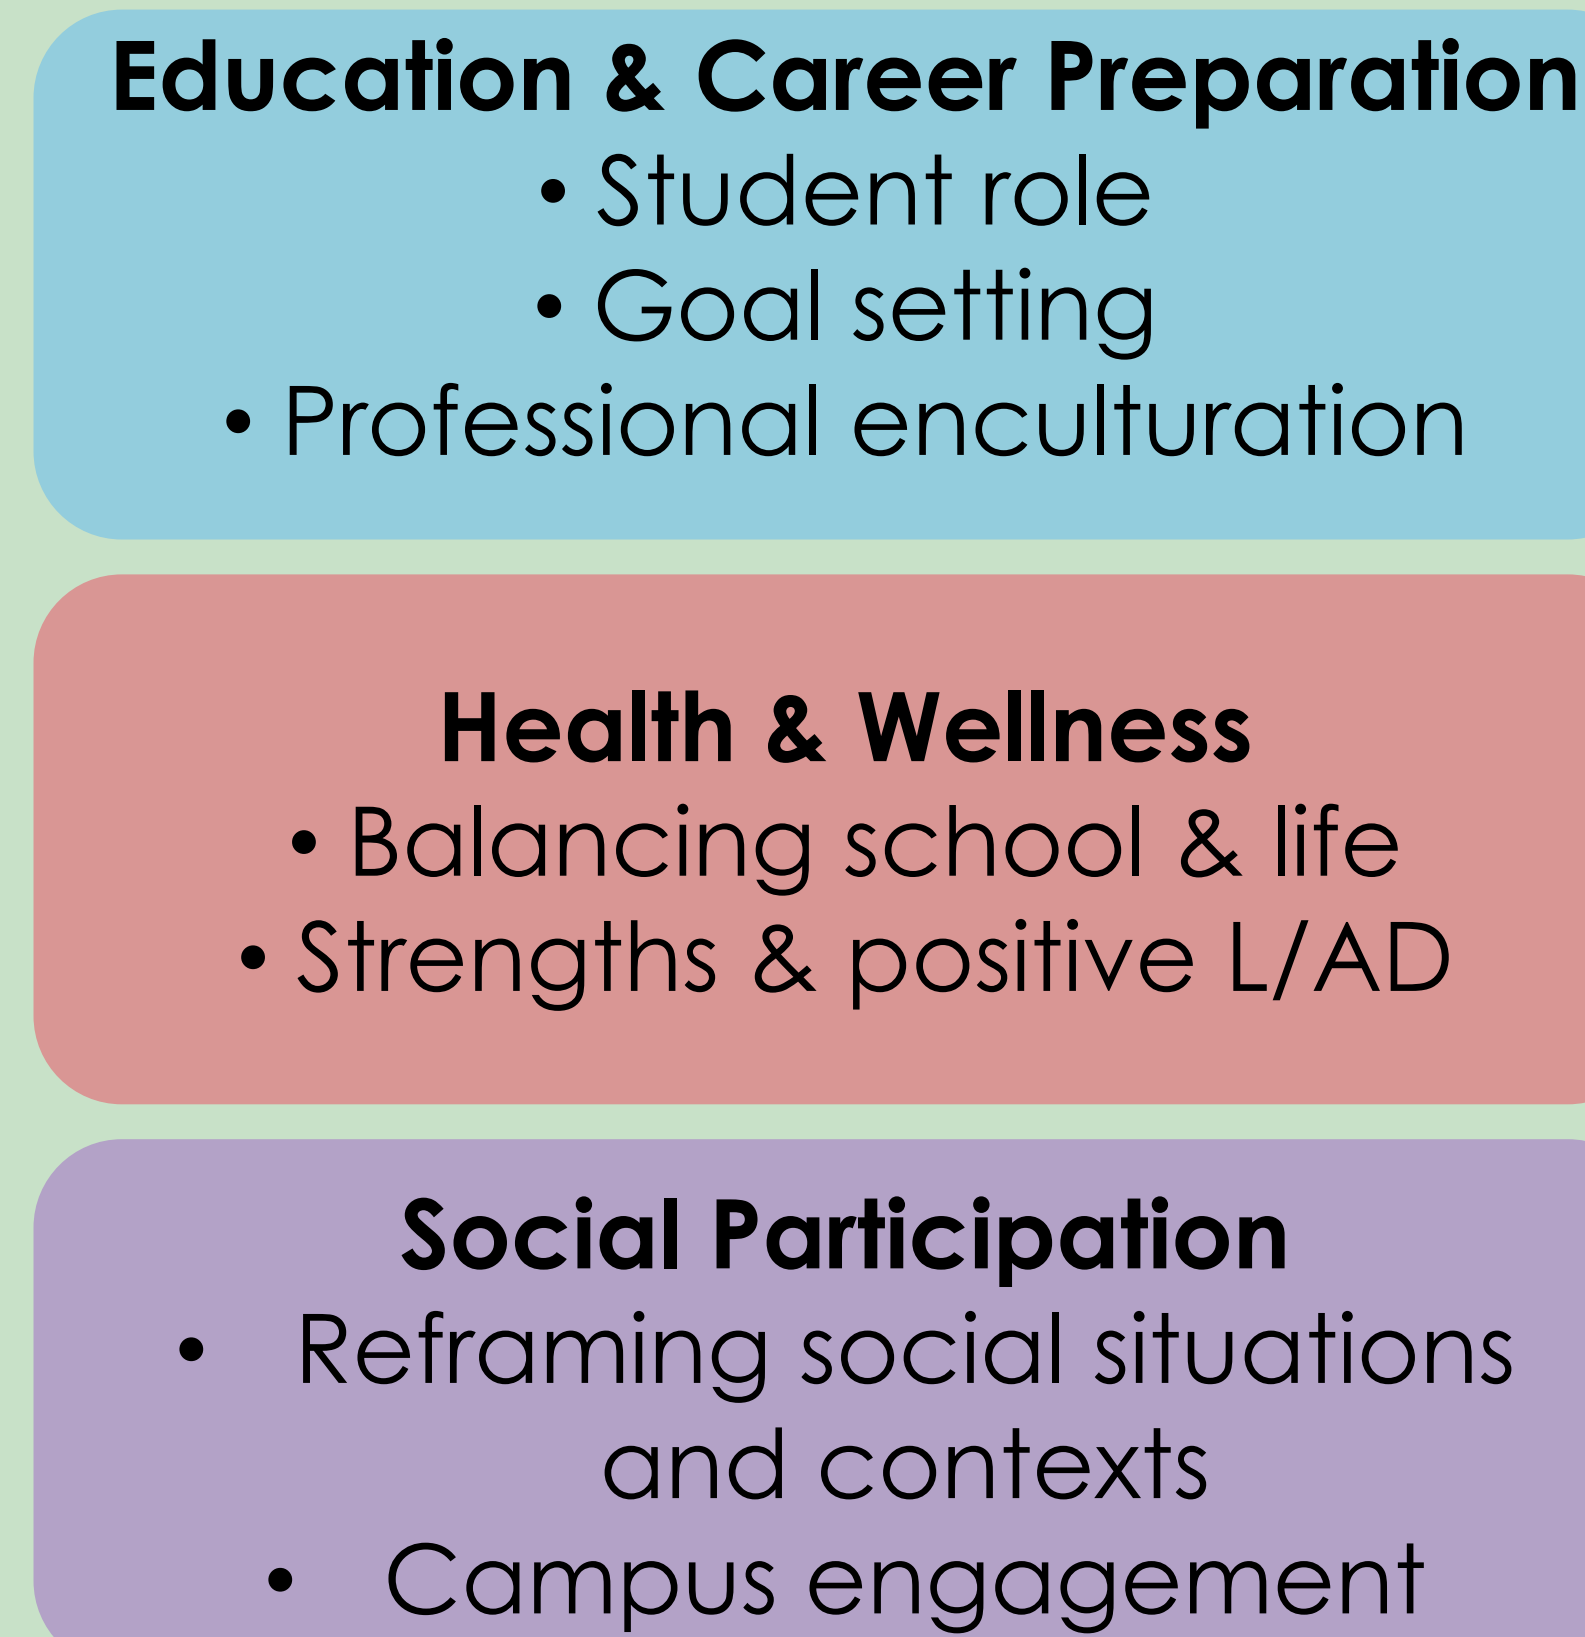 Education & Career Preparation
• Student role
• Goal setting
• Professional enculturation
Health & Wellness
• Balancing school & life
• Strengths & positive L/AD
Social Participation
• Reframing social situations
and contexts
• Campus engagement